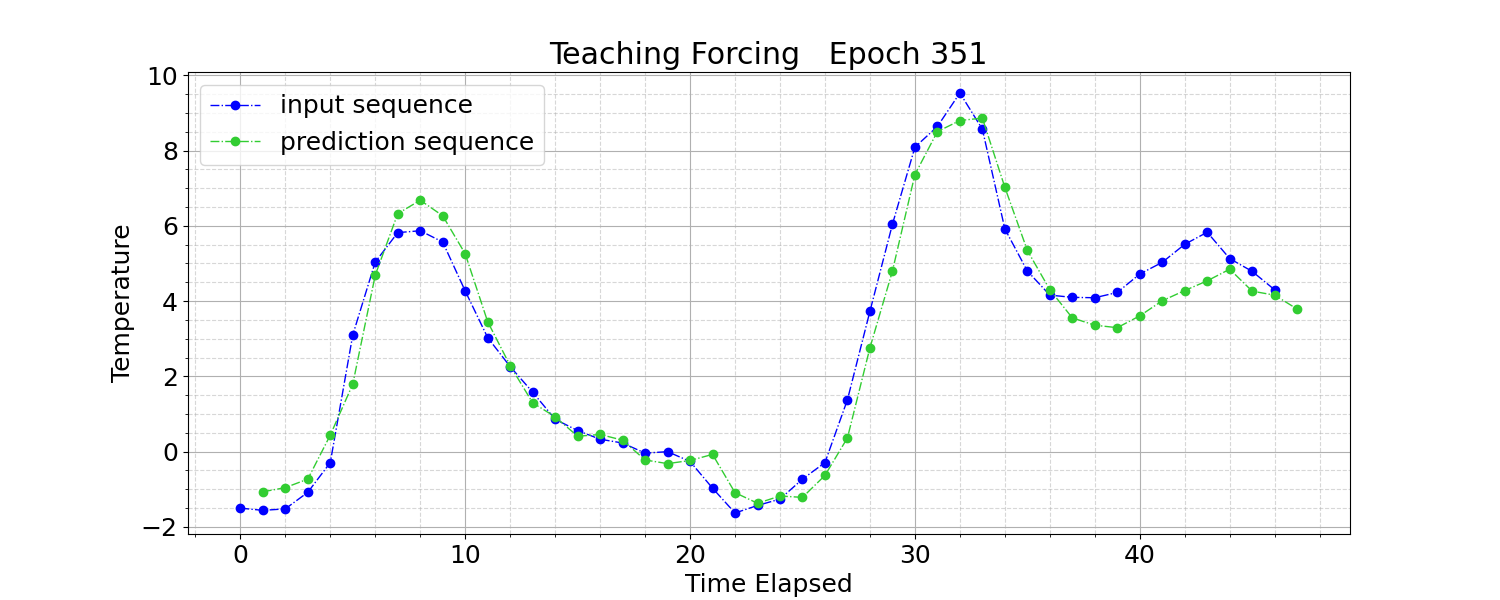 Teaching Forcing   Epoch 351
input sequence
prediction sequence
Temperature
10
8
6
4
2
0
−2
0 10 20 30 40
Time Elapsed